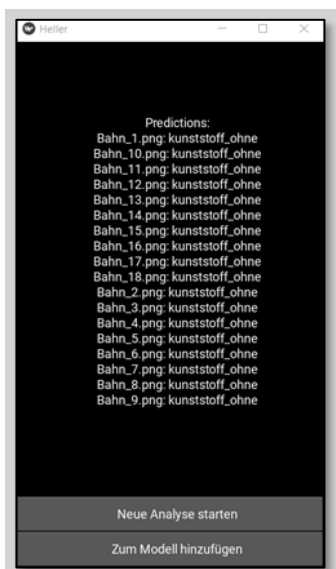 Heller
Predictions:
Bahn_1.png: kunststoff_ohne
Bahn_10.png: kunststoff_ohne
Bahn_11.png: kunststoff_ohne
Bahn_12.png: kunststoff_ohne
Bahn_13.png: kunststoff_ohne
Bahn_14.png: kunststoff_ohne
Bahn_15.png: kunststoff_ohne
Bahn_16.png: kunststoff_ohne
Bahn_17.png: kunststoff_ohne
Bahn_18.png: kunststoff_ohne
Bahn_2.png: kunststoff_ohne
Bahn_3.png: kunststoff_ohne
Bahn_4.png: kunststoff_ohne
Bahn_5.png: kunststoff_ohne
Bahn_6.png: kunststoff_ohne
Bahn_7.png: kunststoff_ohne
Bahn_8.png: kunststoff_ohne
Bahn_9.png: kunststoff_ohne
Neue Analyse starten
Zum Modell hinzufügen